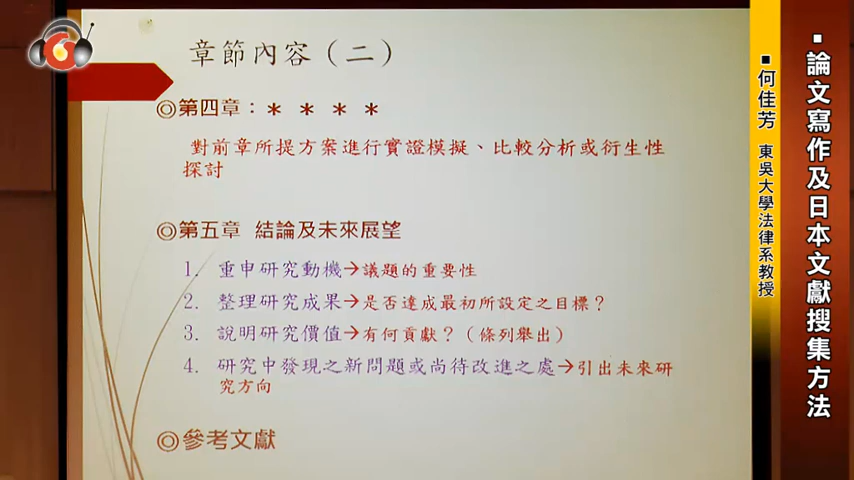 章節內容（二）
◎第四章：＊ ＊ ＊ ＊
對前章所提方案進行實證模擬、比較分析或衍生性
探討
◎第五章 結論及未來展望
1. 重申研究動機→議題的重要性
2. 整理研究成果→是否達成最初所設定之目標？
3. 說明研究價值→有何貢獻？（條列舉出）
4. 研究中發現之新問題或尚待改進之處→引出未來研
究方向
◎參考文獻
▪論文寫作及日本文獻搜集方法
▪何佳芳 東吳大學法律系教授